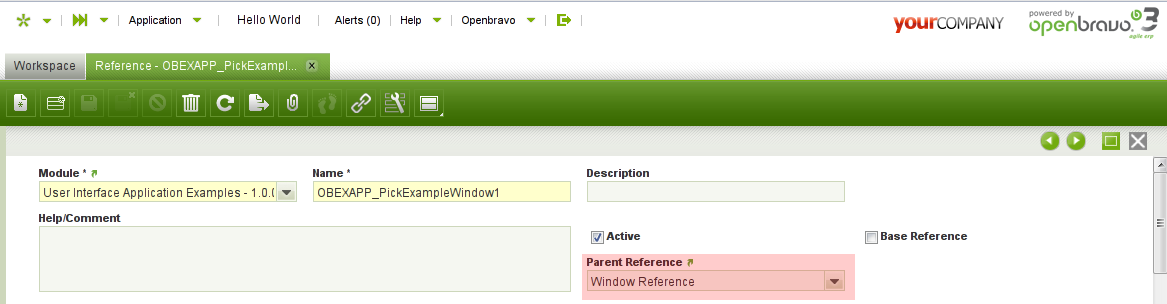 Application Hello World Alerts (0) Help Openbravo yourCOMPANY powered by openbravo 3 agile erp
Workspace Reference - OBEXAPP_PickExampl...
Module * Name * Description
User Interface Application Examples - 1.0.0 OBEXAPP_PickExampleWindow1
Help/Comment
Active Base Reference
Parent Reference
Window Reference